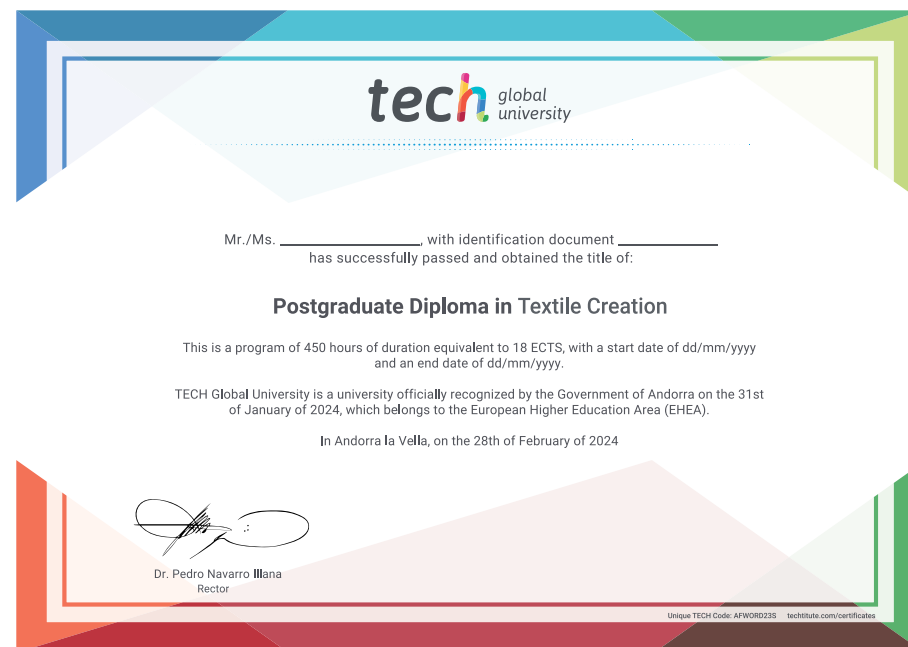 tech global
university
Mr./Ms. ____________________, with identification document ______________
has successfully passed and obtained the title of:
Postgraduate Diploma in Textile Creation
This is a program of 450 hours of duration equivalent to 18 ECTS, with a start date of dd/mm/yyyy
and an end date of dd/mm/yyyy.
TECH Global University is a university officially recognized by the Government of Andorra on the 31st
of January of 2024, which belongs to the European Higher Education Area (EHEA).
In Andorra la Vella, on the 28th of February of 2024
Dr. Pedro Navarro Illana
Rector
Unique TECH Code: AFWORD23S techtitute.com/certificates